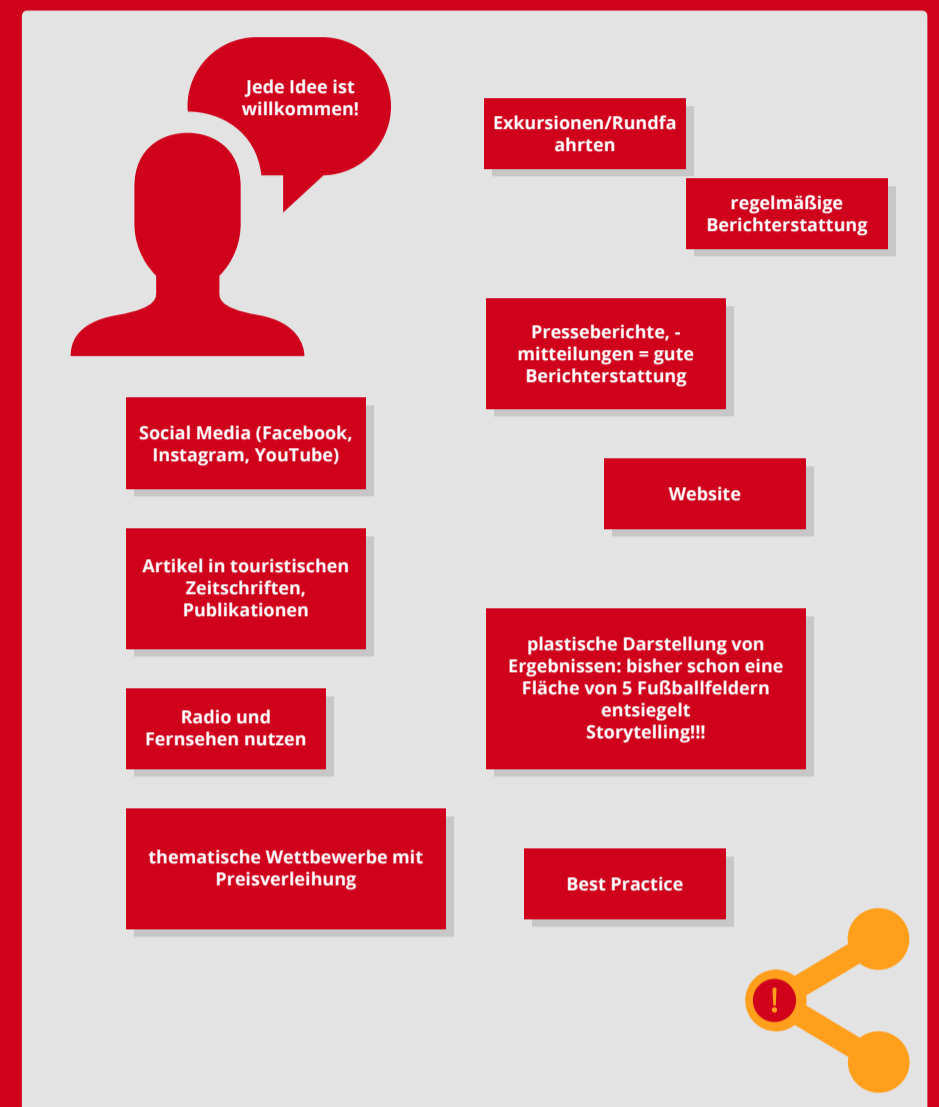 Jede Idee ist
willkommen!
Exkursionen/Rundfa
ahrten
regelmäßige
Berichterstattung
Presseberichte, -
mitteilungen = gute
Berichterstattung
Social Media (Facebook,
Instagram, YouTube)
Website
Artikel in touristischen
Zeitschriften,
Publikationen
plastische Darstellung von
Ergebnissen: bisher schon eine
Fläche von 5 Fußballfeldern
entsiegelt
Storytelling!!!
Radio und
Fernsehen nutzen
thematische Wettbewerbe mit
Preisverleihung
Best Practice
!